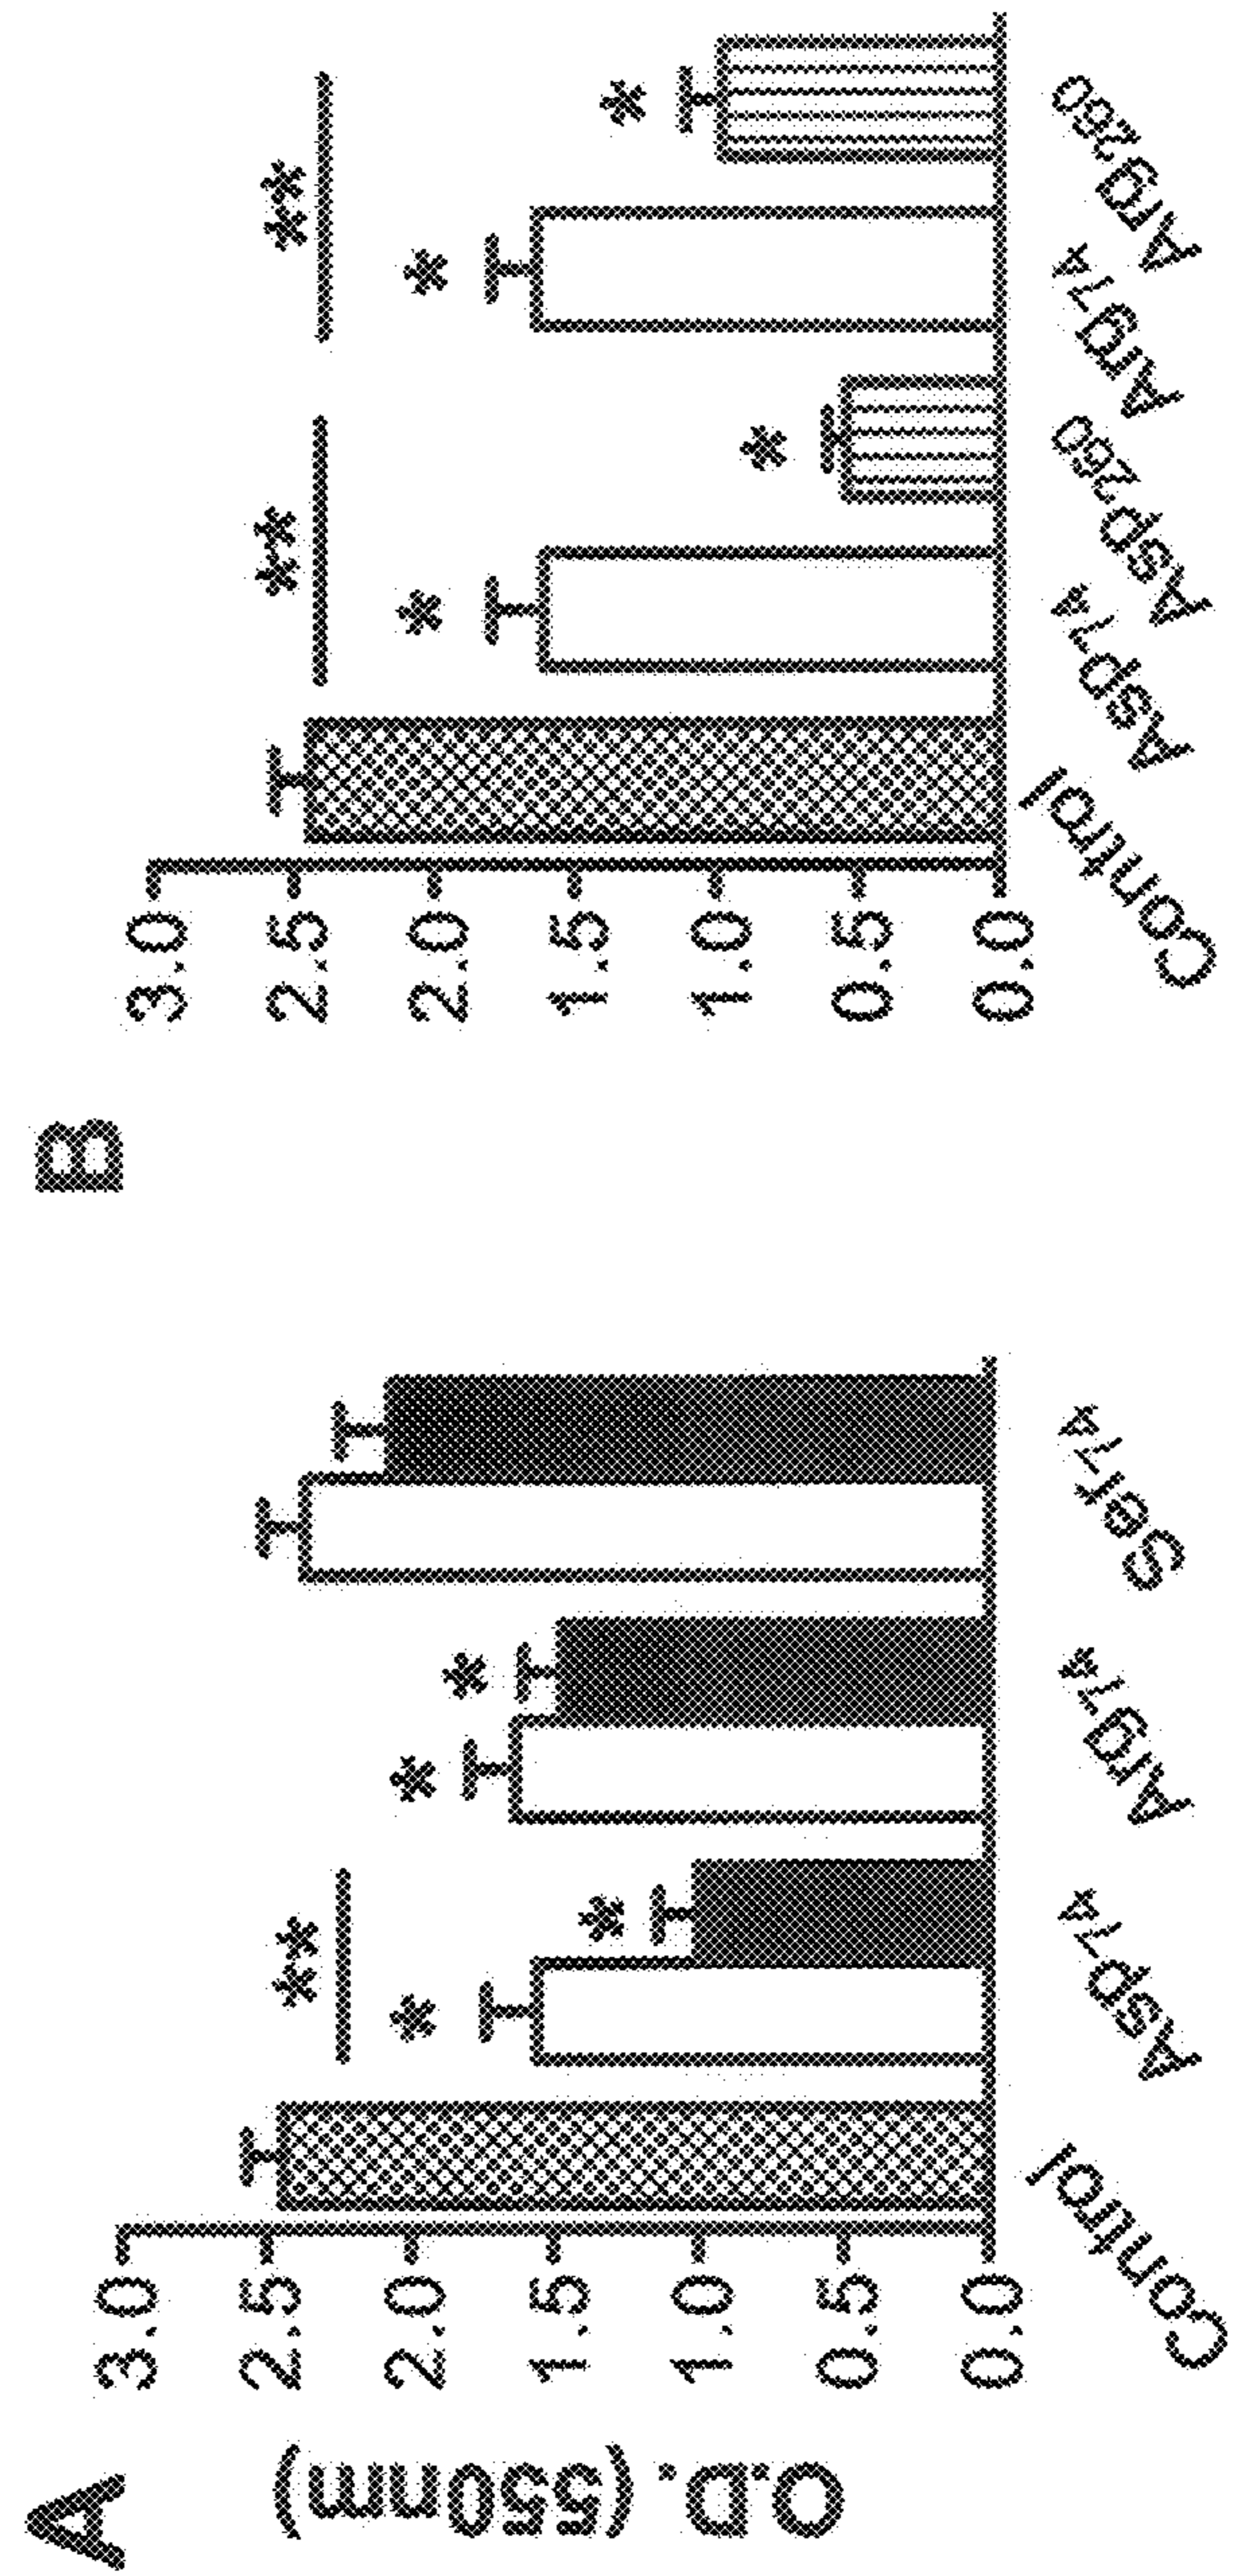 A
O.D. (550nm)
3.0
2.5
2.0
1.5
1.0
0.5
0.0
**
*
*
*
*
Control
Asp74
Arg74
Ser74
B
3.0
2.5
2.0
1.5
1.0
0.5
0.0
**
**
*
*
*
*
Control
Asp74
Asp260
Arg74
Arg260